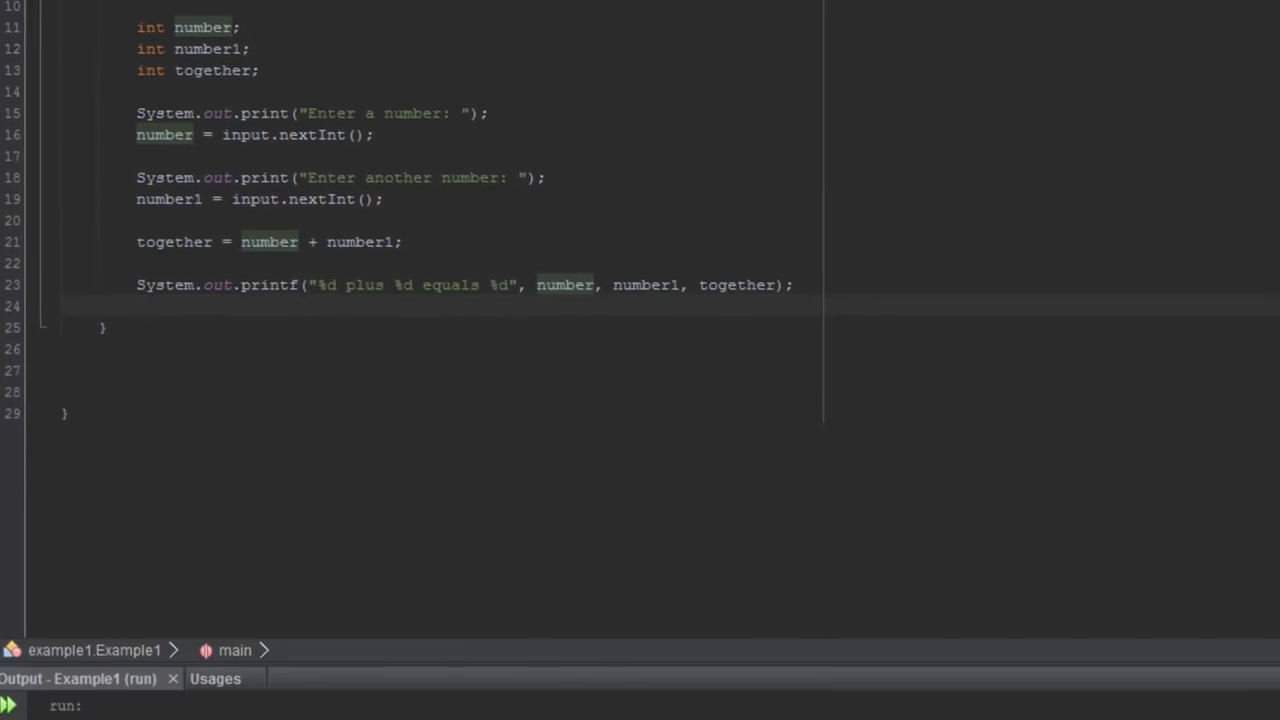 10
11 int number;
12 int number1;
13 int together;
14
15 System.out.print("Enter a number: ");
16 number = input.nextInt();
17
18 System.out.print("Enter another number: ");
19 number1 = input.nextInt();
20
21 together = number + number1;
22
23 System.out.printf("%d plus %d equals %d", number, number1, together);
24
25 }
26
27
28
29 }
example1.Example1 main
Output - Example1 (run) × Usages
run: